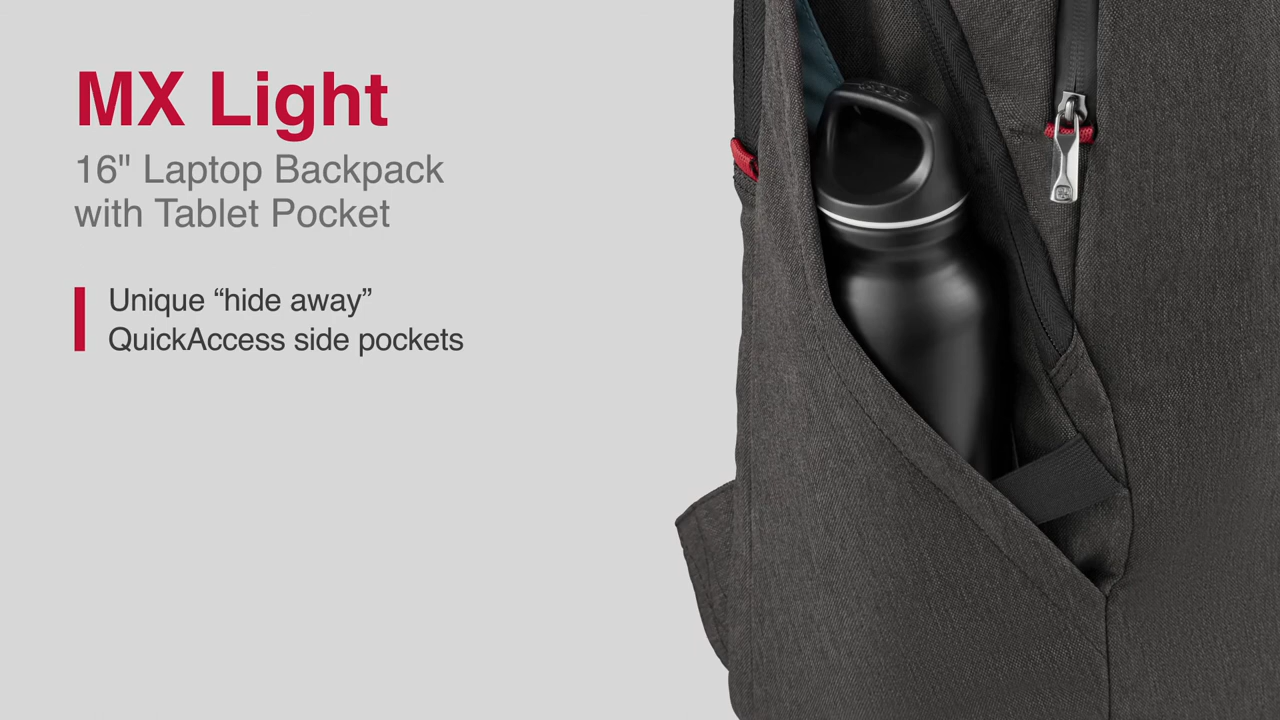 MX Light
16" Laptop Backpack
with Tablet Pocket
Unique “hide away”
QuickAccess side pockets